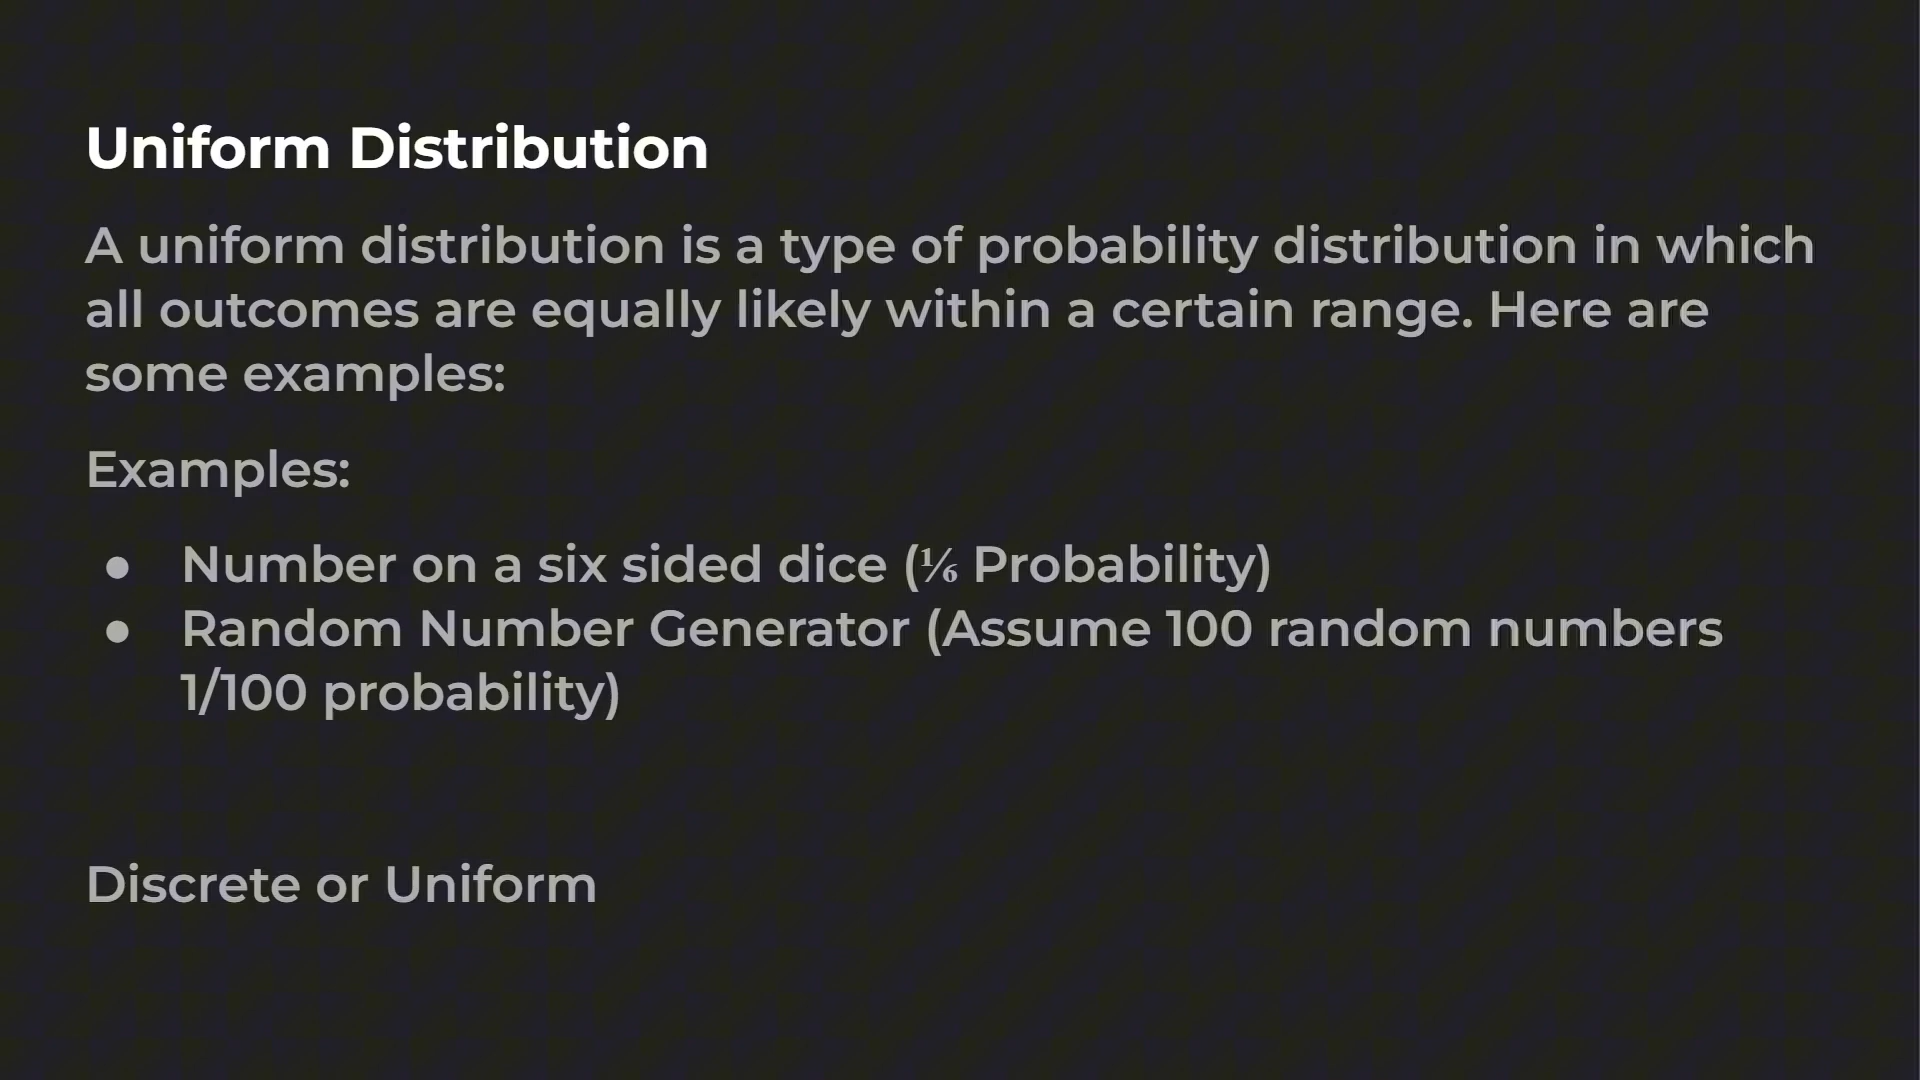 Uniform Distribution
A uniform distribution is a type of probability distribution in which
all outcomes are equally likely within a certain range. Here are
some examples:
Examples:
● Number on a six sided dice (⅙ Probability)
● Random Number Generator (Assume 100 random numbers
1/100 probability)
Discrete or Uniform